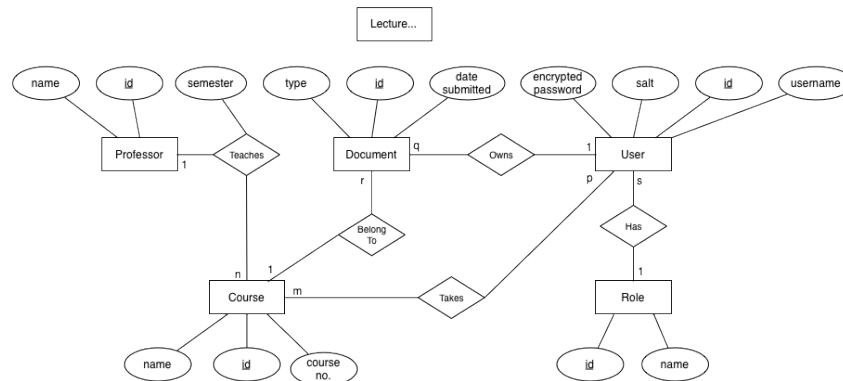 Lecture...
name
id
semester
type
id
date
submitted
encrypted
password
salt
id
username
Professor
1
Teaches
Document
q
Owns
1
User
r
p
s
Belong
To
Has
n
1
m
1
Course
Takes
Role
name
id
course
no.
id
name